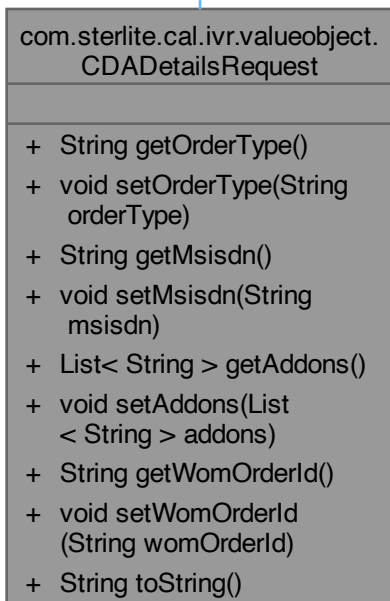 com.sterlite.cal.ivr.valueobject.
CDADetailsRequest
+ String getOrderType()
+ void setOrderType(String
orderType)
+ String getMsisdn()
+ void setMsisdn(String
msisdn)
+ List< String > getAddons()
+ void setAddons(List
< String > addons)
+ String getWomOrderId()
+ void setWomOrderId
(String womOrderId)
+ String toString()